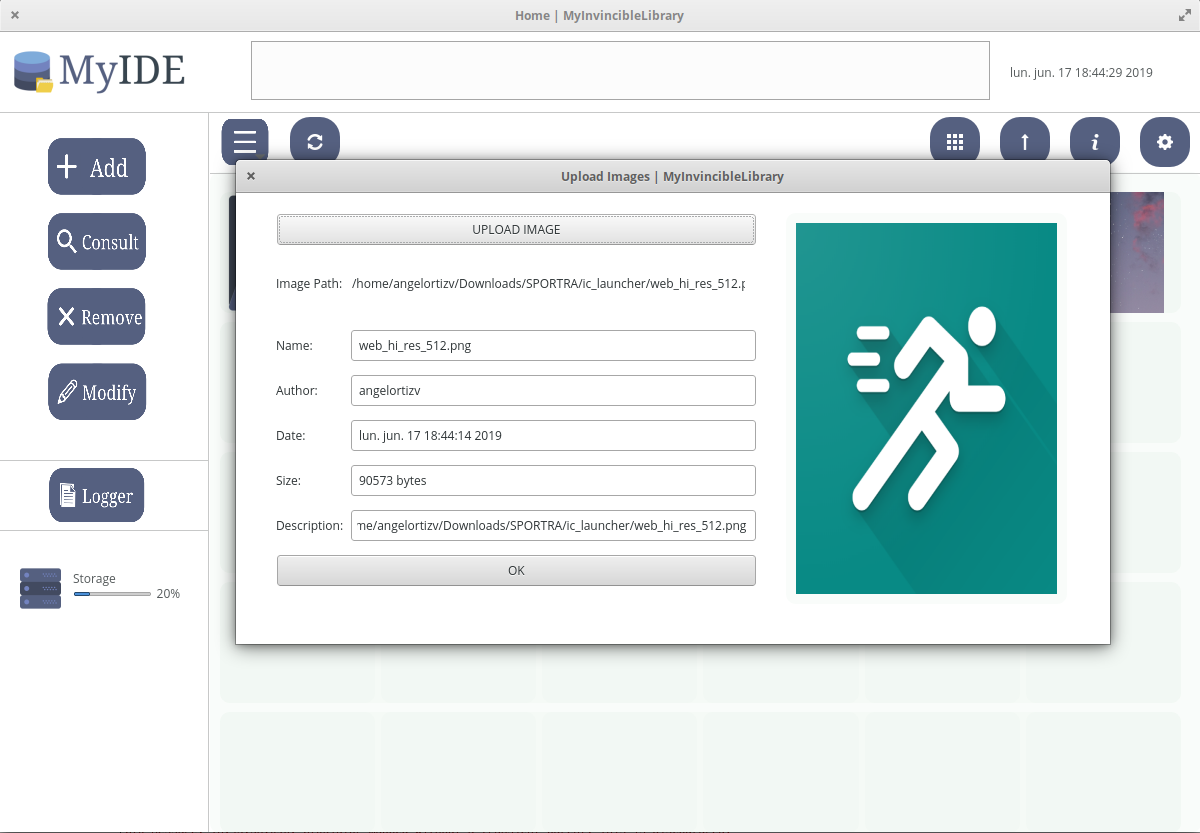 Home | MyInvincibleLibrary
MyIDE
lun. jun. 17 18:44:29 2019
Add
Consult
Remove
Modify
Logger
Storage
20%
Upload Images | MyInvincibleLibrary
UPLOAD IMAGE
Image Path: /home/angelortizv/Downloads/SPORTRA/ic_launcher/web_hi_res_512.p
Name: web_hi_res_512.png
Author: angelortizv
Date: lun. jun. 17 18:44:14 2019
Size: 90573 bytes
Description: me/angelortizv/Downloads/SPORTRA/ic_launcher/web_hi_res_512.png
OK